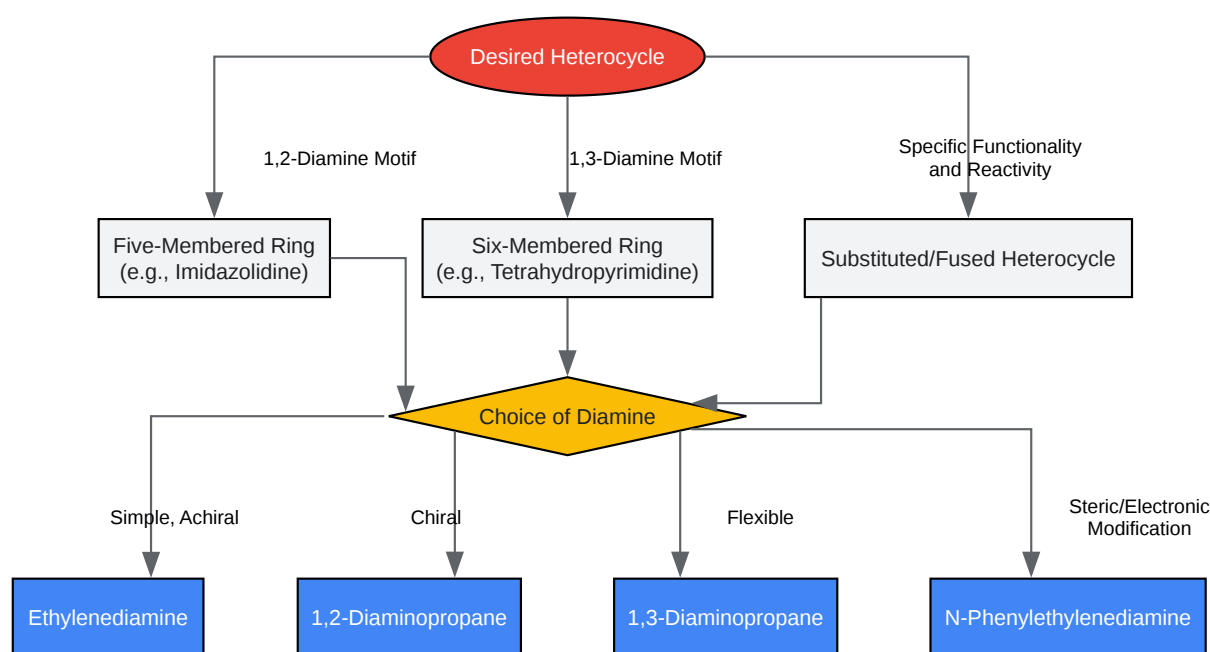 Desired Heterocycle
1,2-Diamine Motif
1,3-Diamine Motif
Specific Functionality
and Reactivity
Five-Membered Ring
(e.g., Imidazolidine)
Six-Membered Ring
(e.g., Tetrahydropyrimidine)
Substituted/Fused Heterocycle
Choice of Diamine
Simple, Achiral
Chiral
Flexible
Steric/Electronic
Modification
Ethylenediamine
1,2-Diaminopropane
1,3-Diaminopropane
N-Phenylethylenediamine